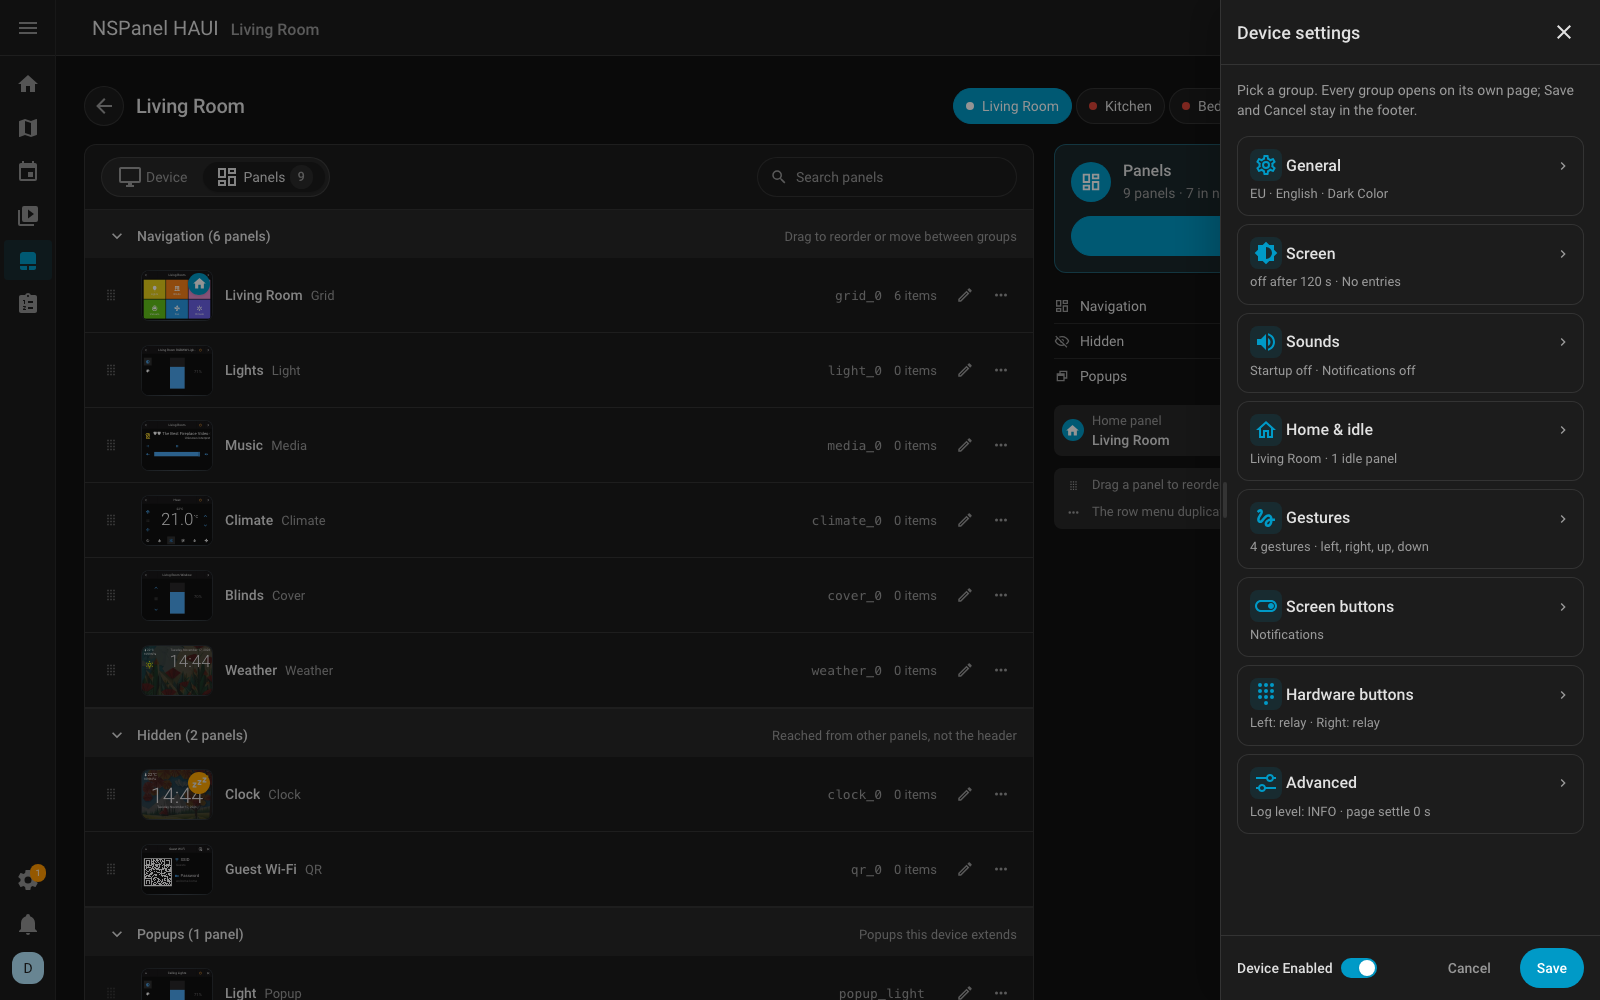 NSPanel HAUI Living Room
Living Room
Living Room
Kitchen
Bed
Device
Panels 9
Search panels
Navigation (6 panels)
Drag to reorder or move between groups
Living Room Grid grid_0 6 items
Lights Light light_0 0 items
Music Media media_0 0 items
21.0
Climate Climate climate_0 0 items
Blinds Cover cover_0 0 items
14:44
Weather Weather weather_0 0 items
Hidden (2 panels)
Reached from other panels, not the header
14:44
Clock Clock clock_0 0 items
Guest Wi-Fi QR qr_0 0 items
Popups (1 panel)
Popups this device extends
Light Popup popup_light
1
D
Panels
9 panels · 7 in n
Navigation
Hidden
Popups
Home panel
Living Room
Drag a panel to reorde
The row menu duplica
Device settings
Pick a group. Every group opens on its own page; Save
and Cancel stay in the footer.
General
EU · English · Dark Color
Screen
off after 120 s · No entries
Sounds
Startup off · Notifications off
Home & idle
Living Room · 1 idle panel
Gestures
4 gestures · left, right, up, down
Screen buttons
Notifications
Hardware buttons
Left: relay · Right: relay
Advanced
Log level: INFO · page settle 0 s
Device Enabled
Cancel
Save